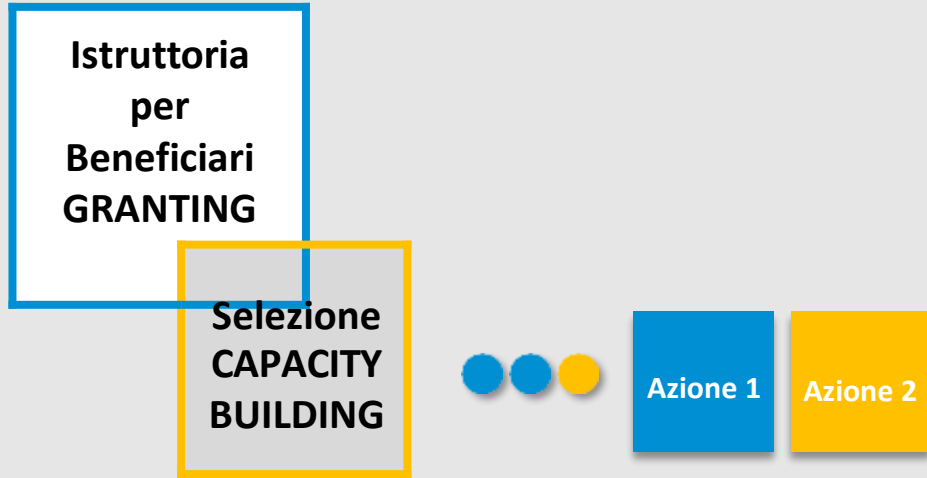 Istruttoria
per
Beneficiari
GRANTING
Selezione
CAPACITY
BUILDING
Azione 1
Azione 2